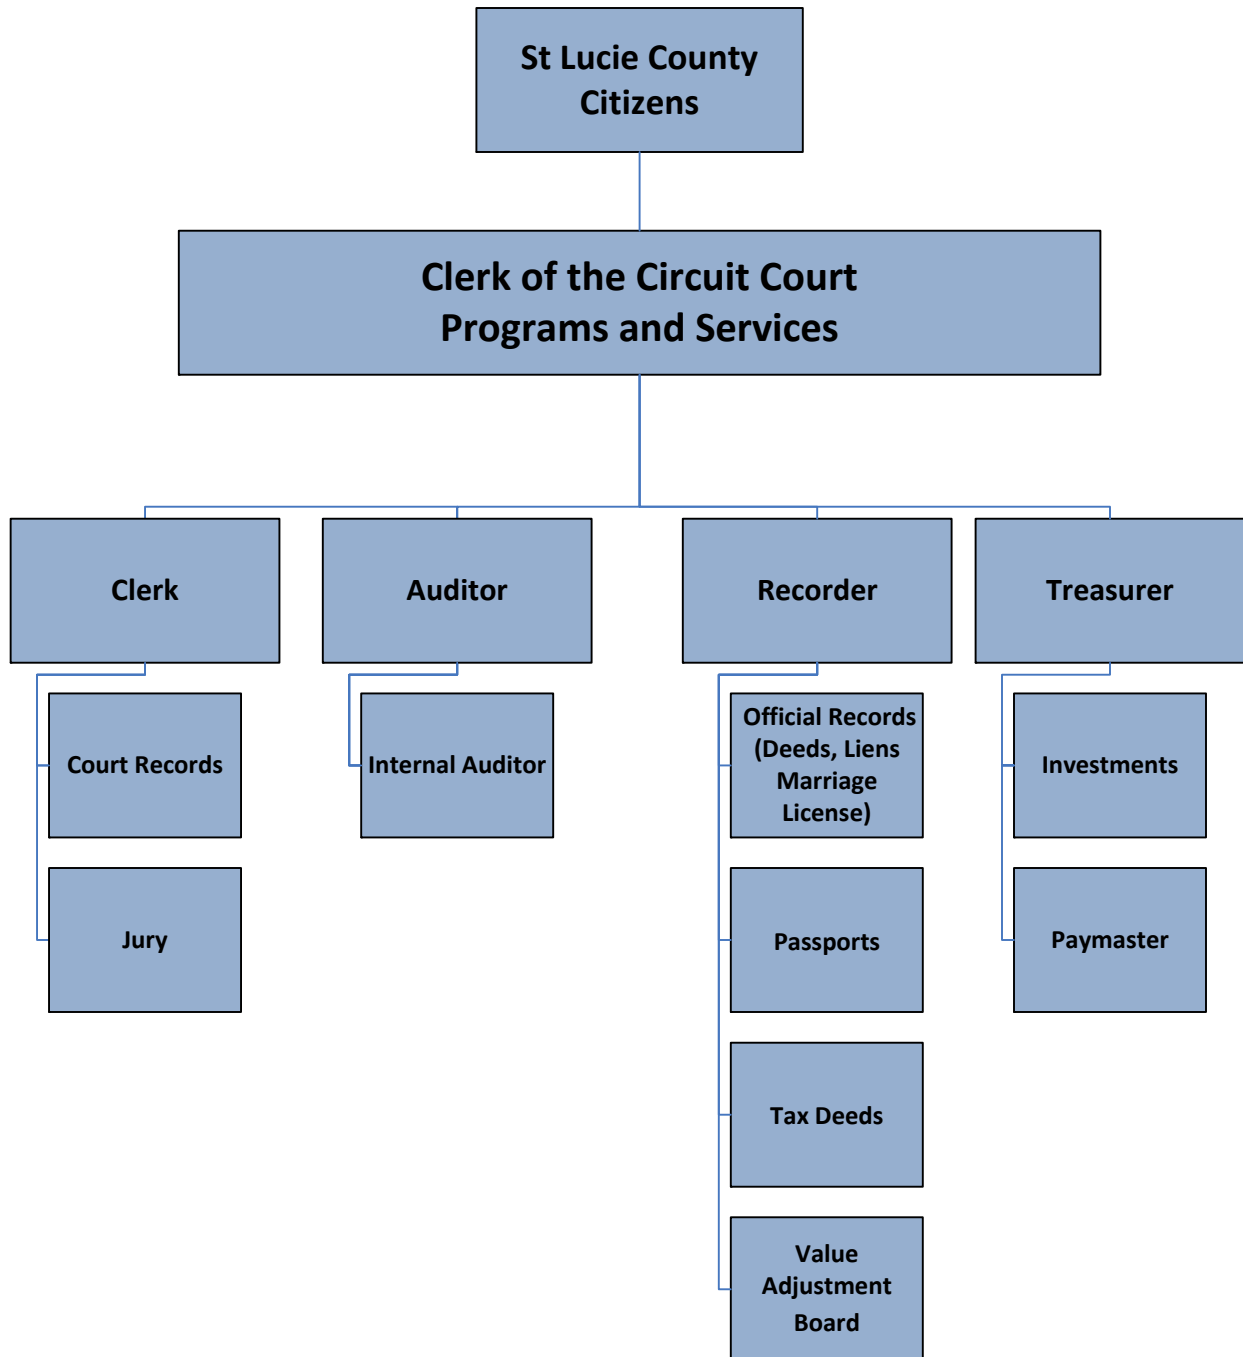 St Lucie County
Citizens
Clerk of the Circuit Court
Programs and Services
Clerk
Auditor
Recorder
Treasurer
Court Records
Internal Auditor
Official Records
(Deeds, Liens
Marriage
License)
Investments
Jury
Passports
Paymaster
Tax Deeds
Value
Adjustment
Board